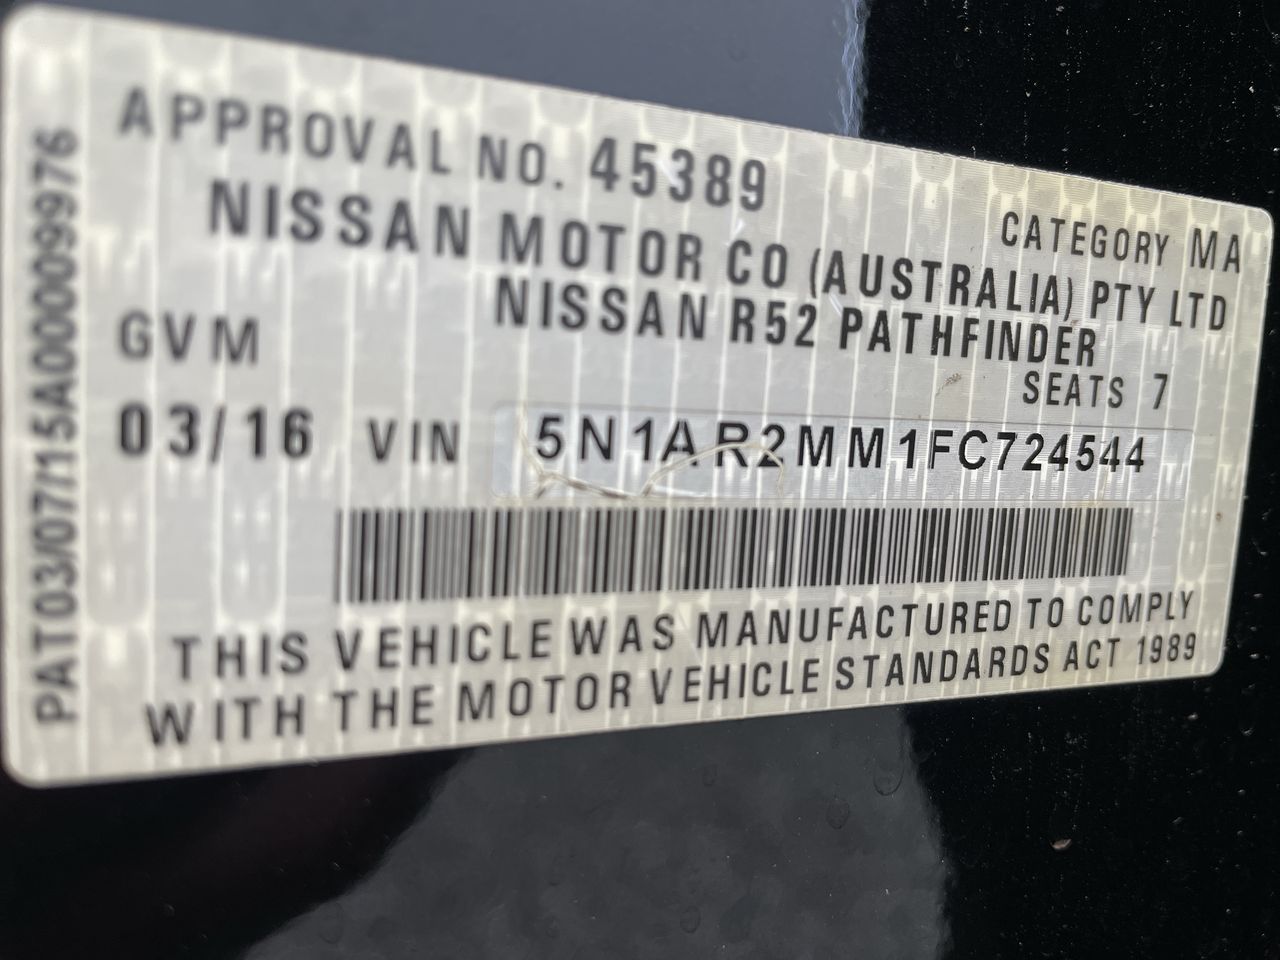 APPROVAL NO. 45389
CATEGORY MA
NISSAN MOTOR CO (AUSTRALIA) PTY LTD
NISSAN R52 PATHFINDER
GVM
SEATS 7
03/16 VIN 5N1AR2MM1FC724544
THIS VEHICLE WAS MANUFACTURED TO COMPLY
WITH THE MOTOR VEHICLE STANDARDS ACT 1989
PAT03/07/15A00009976